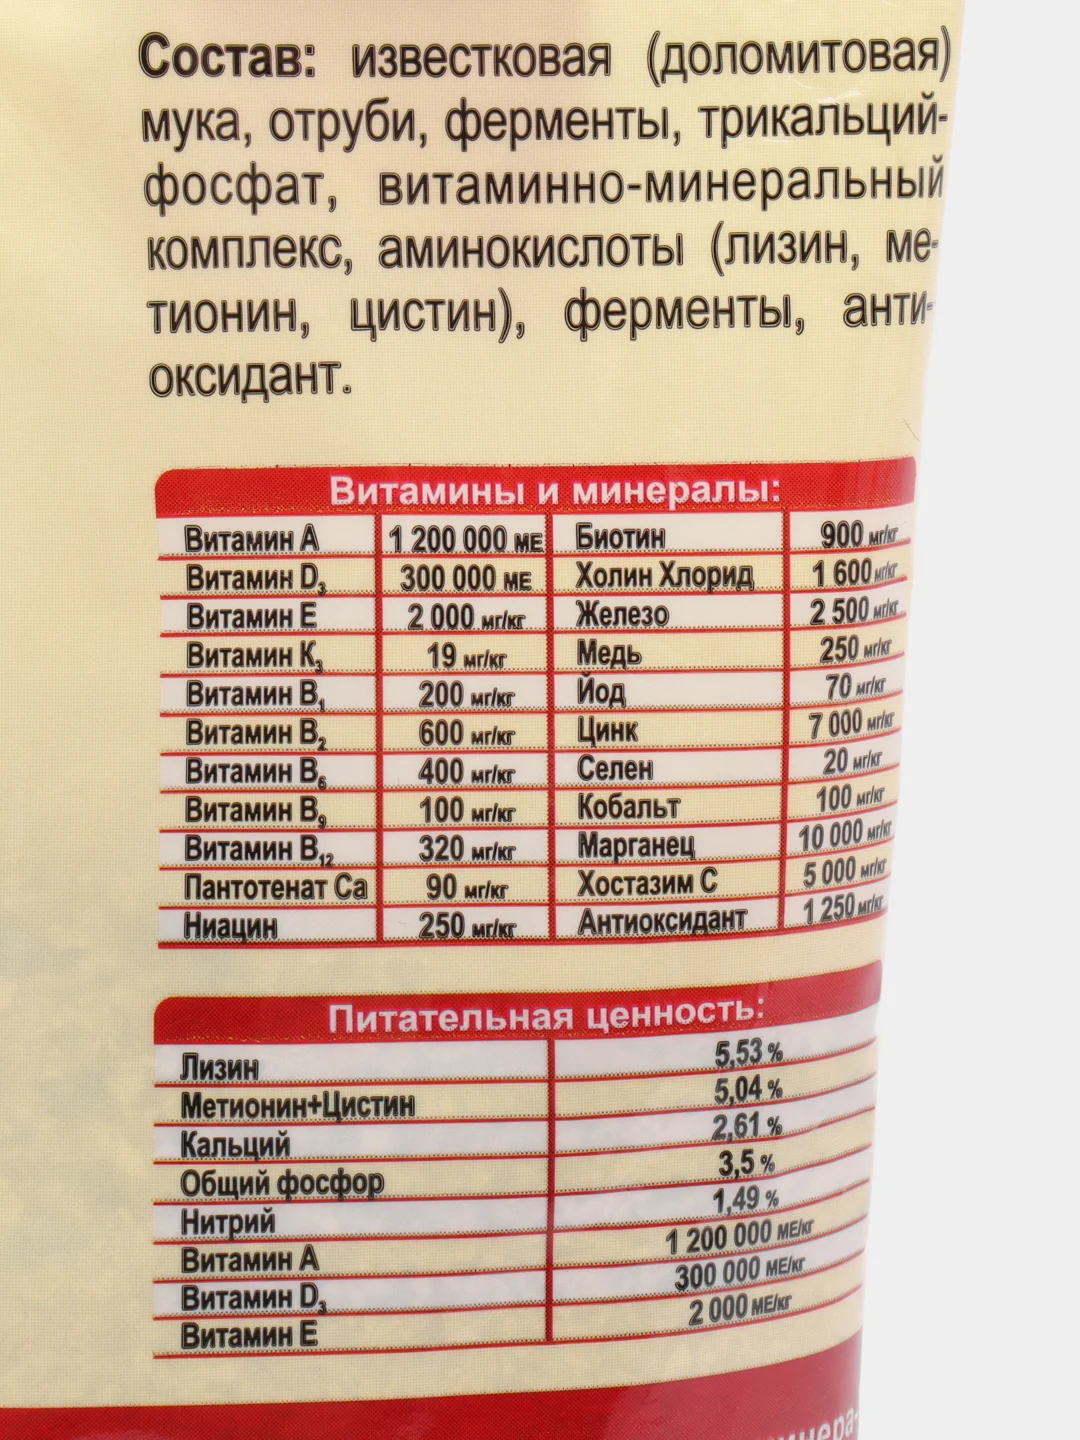 Состав: известковая (доломитовая)
мука, отруби, ферменты, трикальций-
фосфат, витаминно-минеральный
комплекс, аминокислоты (лизин, ме-
тионин, цистин), ферменты, анти-
оксидант.
Витамины и минералы:
Витамин А 1 200 000 МЕ Биотин 900 мг/кг
Витамин D₃ 300 000 МЕ Холин Хлорид 1 600 мг/кг
Витамин Е 2 000 мг/кг Железо 2 500 мг/кг
Витамин К₃ 19 мг/кг Медь 250 мг/кг
Витамин В₁ 200 мг/кг Йод 70 мг/кг
Витамин В₂ 600 мг/кг Цинк 7 000 мг/кг
Витамин В₆ 400 мг/кг Селен 20 мг/кг
Витамин В₉ 100 мг/кг Кобальт 100 мг/кг
Витамин В₁₂ 320 мг/кг Марганец 10 000 мг/кг
Пантотенат Са 90 мг/кг Хостазим С 5 000 мг/кг
Ниацин 250 мг/кг Антиоксидант 1 250 мг/кг
Питательная ценность:
Лизин 5,53 %
Метионин+Цистин 5,04 %
Кальций 2,61 %
Общий фосфор 3,5 %
Нитрий 1,49 %
Витамин А 1 200 000 МЕ/кг
Витамин D₃ 300 000 МЕ/кг
Витамин Е 2 000 МЕ/кг